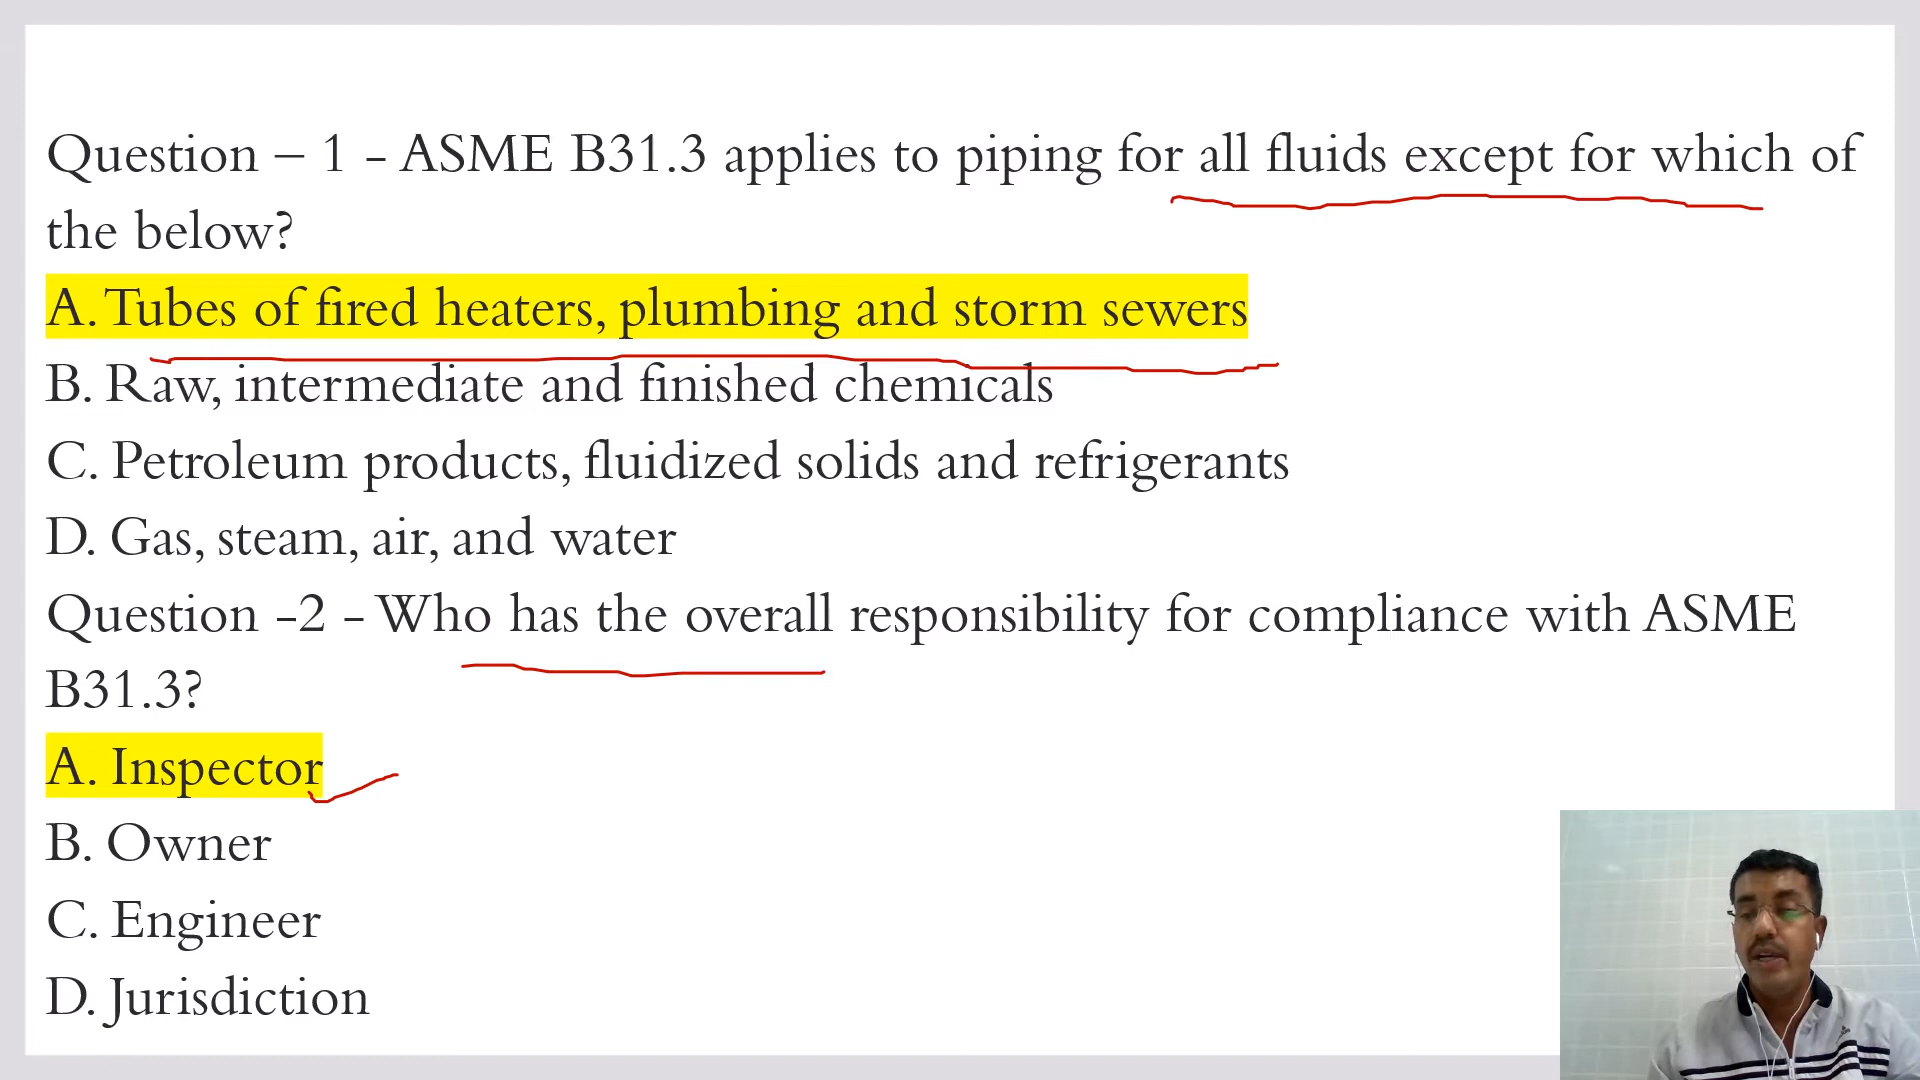 Question – 1 - ASME B31.3 applies to piping for all fluids except for which of
the below?
A. Tubes of fired heaters, plumbing and storm sewers
B. Raw, intermediate and finished chemicals
C. Petroleum products, fluidized solids and refrigerants
D. Gas, steam, air, and water
Question -2 - Who has the overall responsibility for compliance with ASME
B31.3?
A. Inspector
B. Owner
C. Engineer
D. Jurisdiction